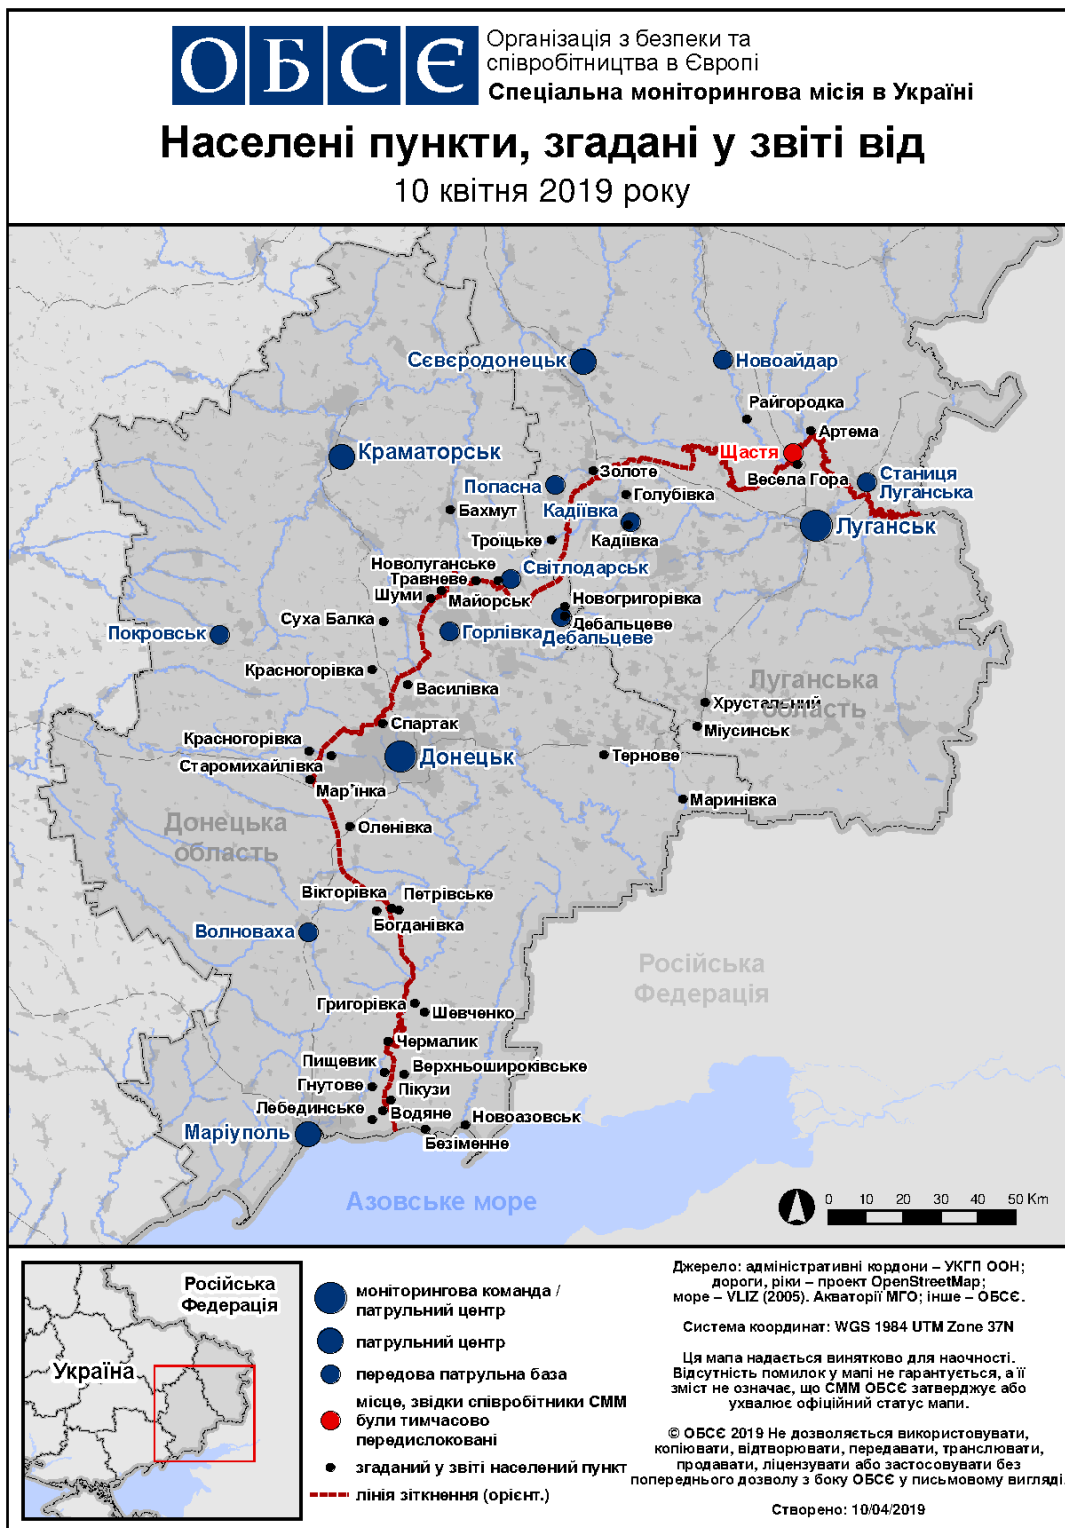 ОБСЄ
Організація з безпеки та
співробітництва в Європі
Спеціальна моніторингова місія в Україні
Населені пункти, згадані у звіті від
10 квітня 2019 року
Сєвєродонецьк
Новоайдар
Райгородка
Артема
Щастя
Краматорськ
Золоте
Весела Гора
Станиця
Луганська
Попасна
Голубівка
Бахмут
Кадіївка
Луганськ
Кадіївка
Троїцьке
Новолуганське
Світлодарськ
Травневе
Шуми
Майорськ
Новогригорівка
Суха Балка
Дебальцеве
Покровськ
Горлівка
Дебальцеве
Красногорівка
Василівка
Луганська
область
Хрустальний
Спартак
Міусинськ
Красногорівка
Донецьк
Тернове
Старомихайлівка
Мар'їнка
Маринівка
Донецька
область
Оленівка
Вікторівка
Петрівське
Богданівка
Волноваха
Російська
Федерація
Григорівка
Шевченко
Чермалик
Пищевик
Верхньошироківське
Гнутове
Пікузи
Лебединське
Водяне
Новоазовськ
Маріуполь
Безіменне
Азовське море
0 10 20 30 40 50 Km
Російська
Федерація
Україна
моніторингова команда /
патрульний центр
патрульний центр
передова патрульна база
місце, звідки співробітники СММ
були тимчасово
передислоковані
згаданий у звіті населений пункт
лінія зіткнення (орієнт.)
Джерело: адміністративні кордони – УКГП ООН;
дороги, ріки – проект OpenStreetMap;
море – VLIZ (2005). Акваторії МГО; інше – ОБСЄ.
Система координат: WGS 1984 UTM Zone 37N
Ця мапа надається винятково для наочності.
Відсутність помилок у мапі не гарантується, а її
зміст не означає, що СММ ОБСЄ затверджує або
ухвалює офіційний статус мапи.
© ОБСЄ 2019 Не дозволяється використовувати,
копіювати, відтворювати, передавати, транслювати,
продавати, ліцензувати або застосовувати без
попереднього дозволу з боку ОБСЄ у письмовому вигляді.
Створено: 10/04/2019